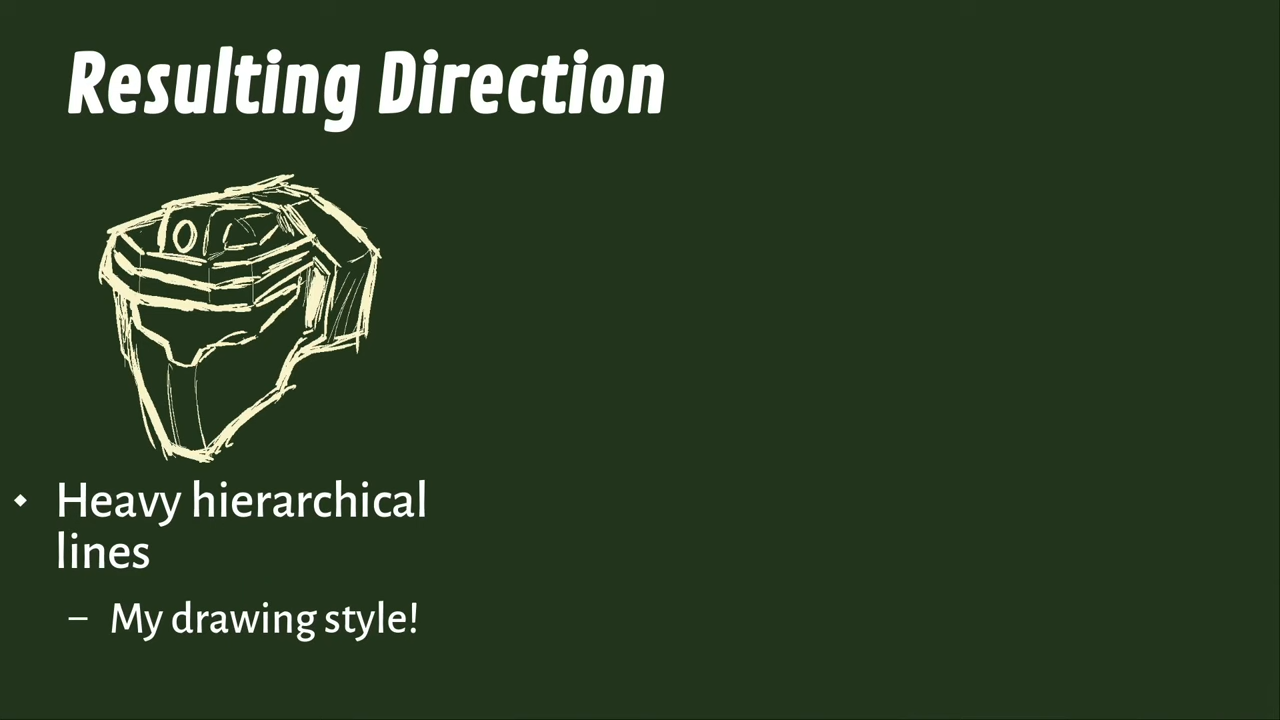 Resulting Direction
Heavy hierarchical
lines
– My drawing style!